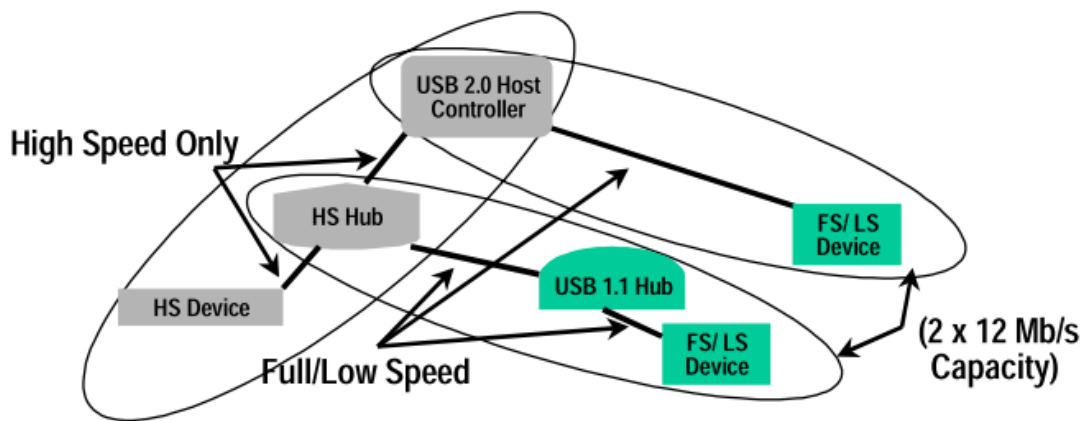 USB 2.0 Host
Controller
High Speed Only
HS Hub
FS/ LS
Device
USB 1.1 Hub
HS Device
FS/ LS
Device
(2 x 12 Mb/s
Capacity)
Full/Low Speed